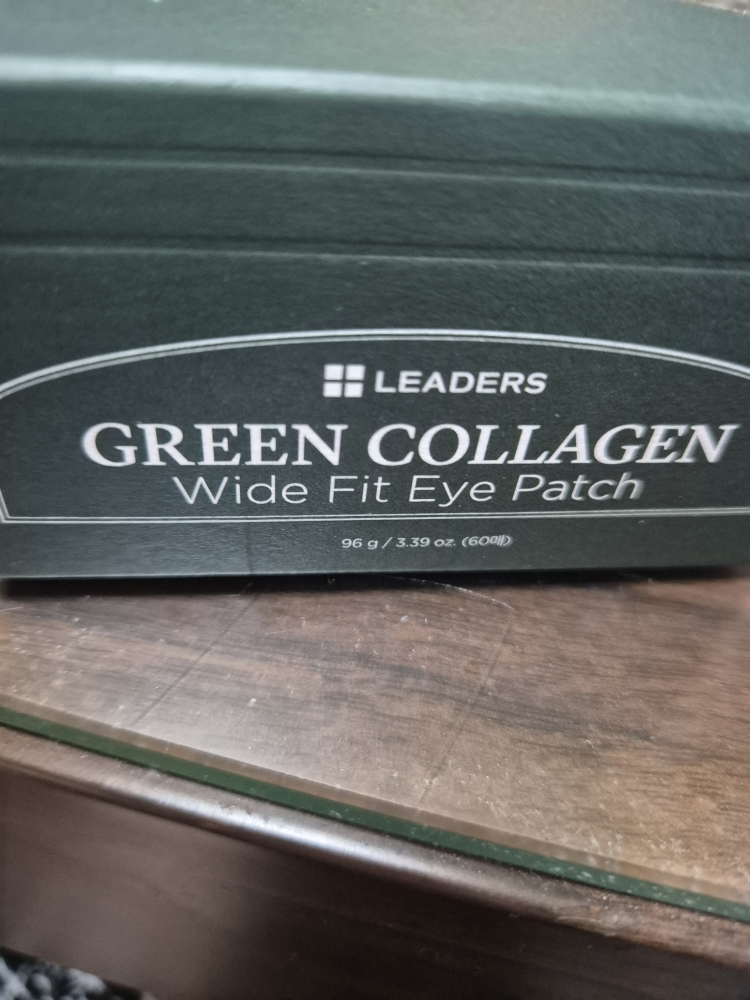 LEADERS
GREEN COLLAGEN
Wide Fit Eye Patch
96 g / 3.39 oz. (60매)